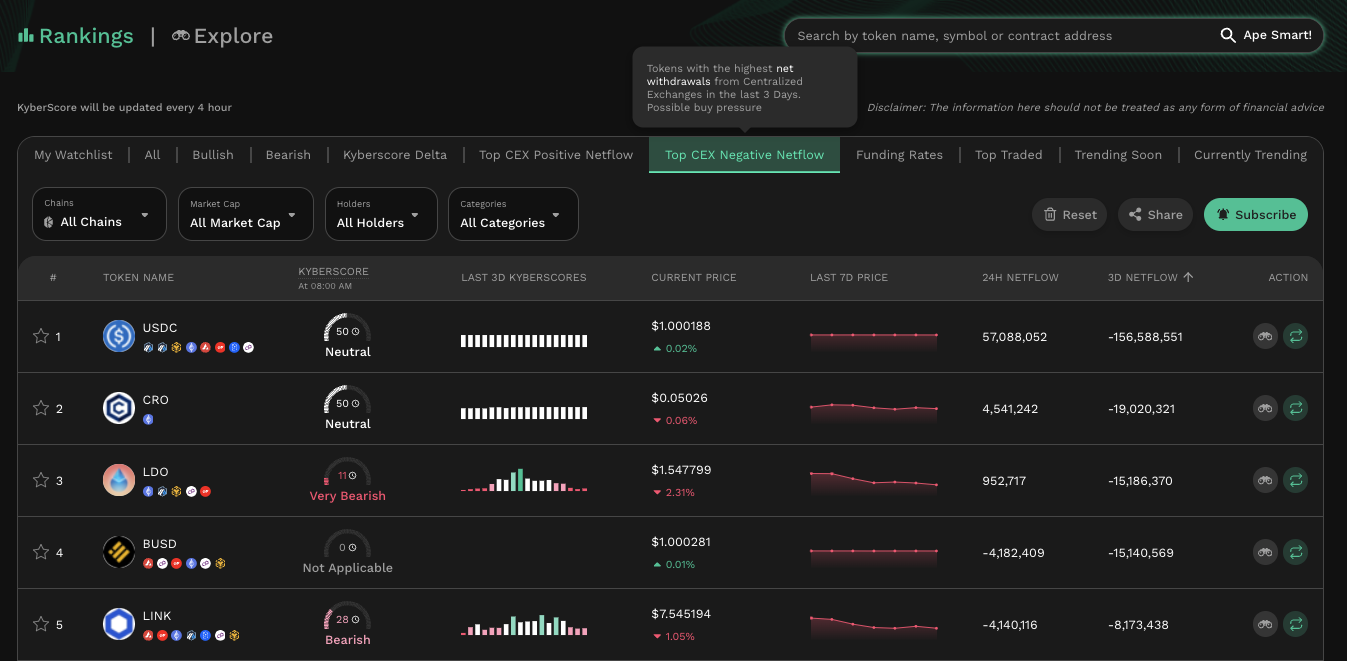 Rankings | Explore
Search by token name, symbol or contract address
Ape Smart!
Tokens with the highest net
withdrawals from Centralized
Exchanges in the last 3 Days.
Possible buy pressure
KyberScore will be updated every 4 hour
Disclaimer: The information here should not be treated as any form of financial advice
My Watchlist | All | Bullish | Bearish | Kyberscore Delta | Top CEX Positive Netflow Top CEX Negative Netflow Funding Rates | Top Traded | Trending Soon | Currently Trending
Chains
All Chains
Market Cap
All Market Cap
Holders
All Holders
Categories
All Categories
Reset
Share
Subscribe
# TOKEN NAME KYBERSCORE LAST 3D KYBERSCORES CURRENT PRICE LAST 7D PRICE 24H NETFLOW 3D NETFLOW ACTION
At 08:00 AM
1 USDC 50 Neutral $1.000188 0.02% 57,088,052 -156,588,551
2 CRO 50 Neutral $0.05026 0.06% 4,541,242 -19,020,321
3 LDO 11 Very Bearish $1.547799 2.31% 952,717 -15,186,370
4 BUSD 0 Not Applicable $1.000281 0.01% -4,182,409 -15,140,569
5 LINK 28 Bearish $7.545194 1.05% -4,140,116 -8,173,438